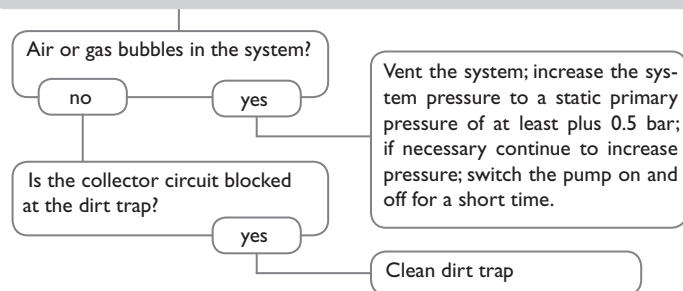 Air or gas bubbles in the system?
no
yes
Vent the system; increase the sys-
tem pressure to a static primary
pressure of at least plus 0.5 bar;
if necessary continue to increase
pressure; switch the pump on and
off for a short time.
Is the collector circuit blocked
at the dirt trap?
yes
Clean dirt trap